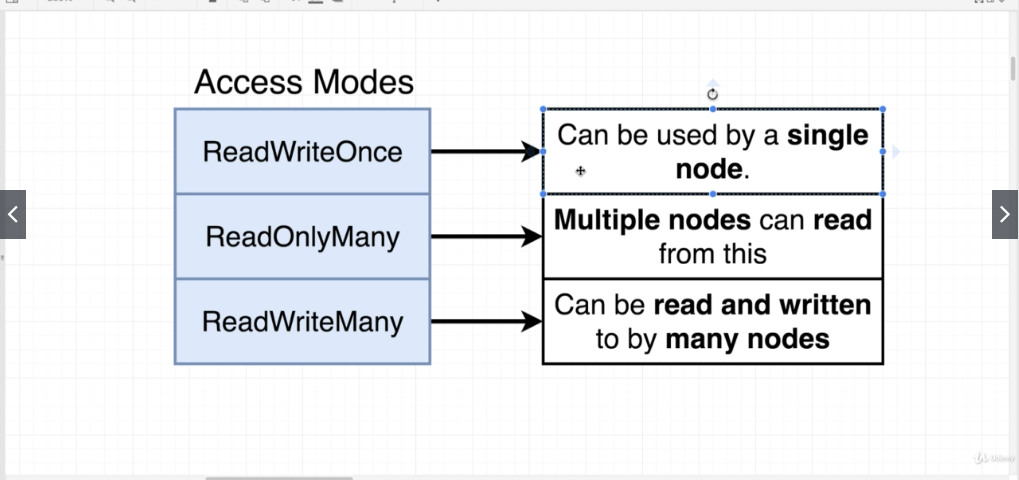 Access Modes
ReadWriteOnce
Can be used by a single
node.
ReadOnlyMany
Multiple nodes can read
from this
ReadWriteMany
Can be read and written
to by many nodes
Udemy